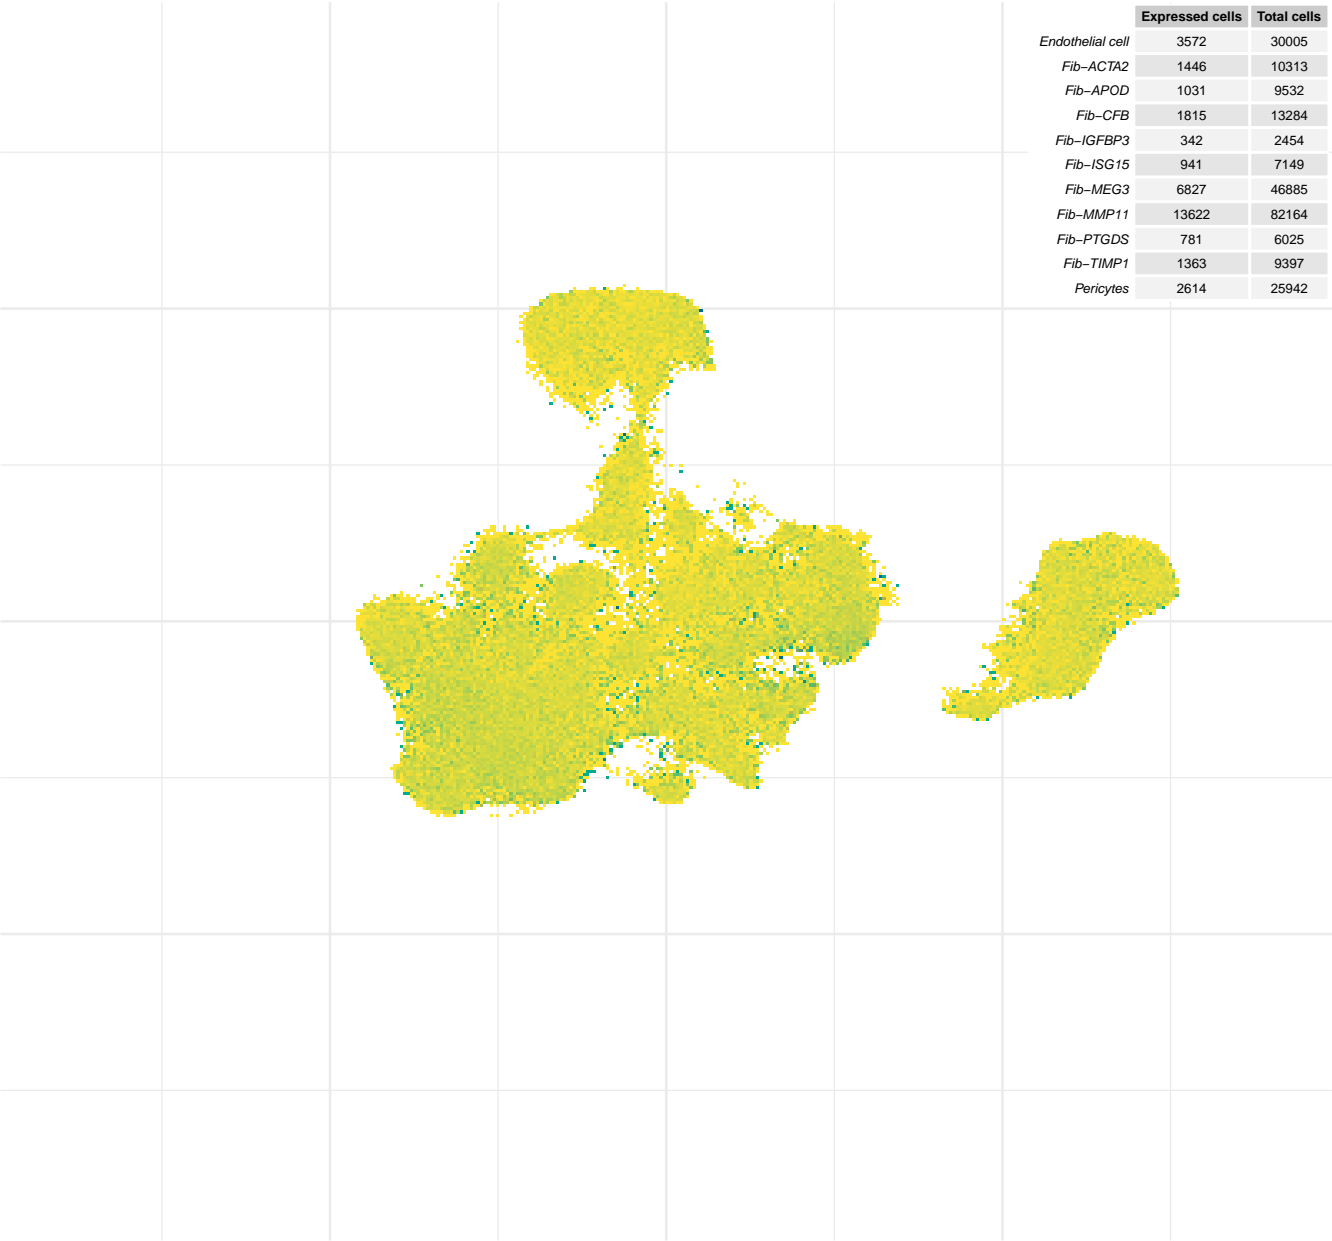 Expressed cells Total cells
Endothelial cell 3572 30005
Fib−ACTA2 1446 10313
Fib−APOD 1031 9532
Fib−CFB 1815 13284
Fib−IGFBP3 342 2454
Fib−ISG15 941 7149
Fib−MEG3 6827 46885
Fib−MMP11 13622 82164
Fib−PTGDS 781 6025
Fib−TIMP1 1363 9397
Pericytes 2614 25942